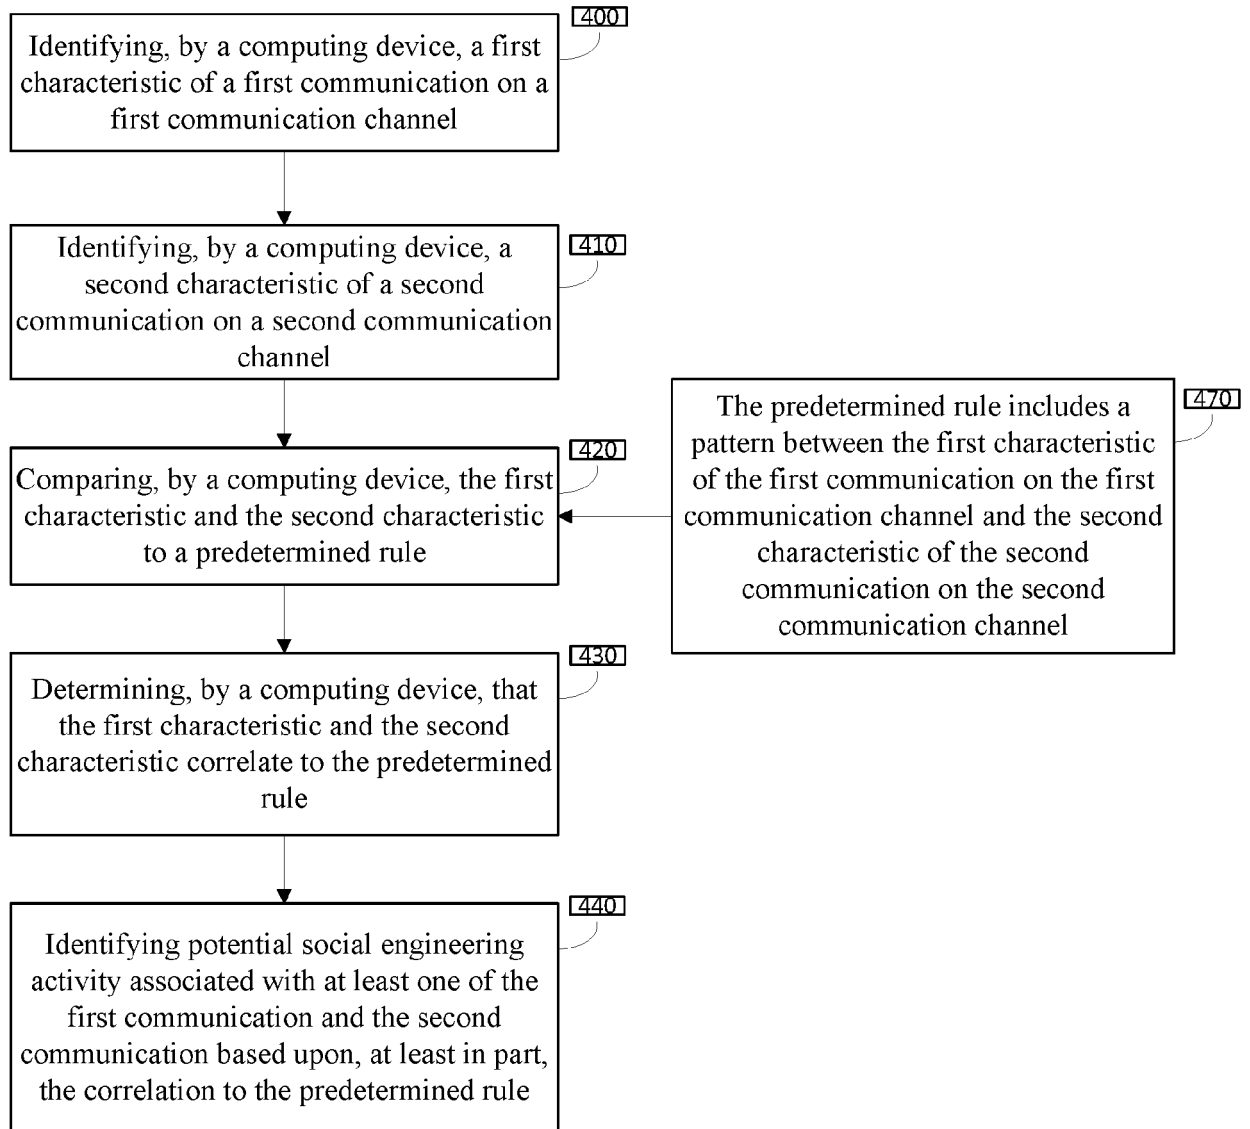 400
Identifying, by a computing device, a first
characteristic of a first communication on a
first communication channel
410
Identifying, by a computing device, a
second characteristic of a second
communication on a second communication
channel
420
Comparing, by a computing device, the first
characteristic and the second characteristic
to a predetermined rule
470
The predetermined rule includes a
pattern between the first characteristic
of the first communication on the first
communication channel and the second
characteristic of the second
communication on the second
communication channel
430
Determining, by a computing device, that
the first characteristic and the second
characteristic correlate to the predetermined
rule
440
Identifying potential social engineering
activity associated with at least one of the
first communication and the second
communication based upon, at least in part,
the correlation to the predetermined rule